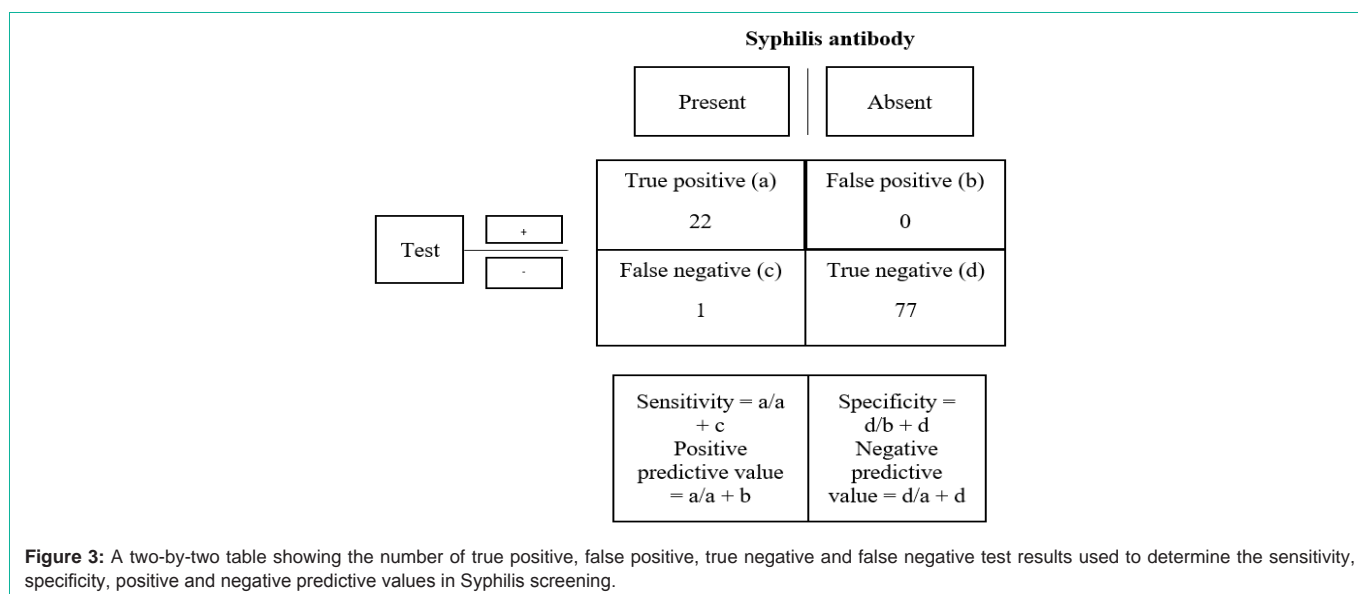 Syphilis antibody
Present
Absent
True positive (a)
22
False positive (b)
0
Test
+
-
False negative (c)
1
True negative (d)
77
Sensitivity = a/a
+ c
Positive
predictive value
= a/a + b
Specificity =
d/b + d
Negative
predictive
value = d/a + d
Figure 3: A two-by-two table showing the number of true positive, false positive, true negative and false negative test results used to determine the sensitivity,
specificity, positive and negative predictive values in Syphilis screening.